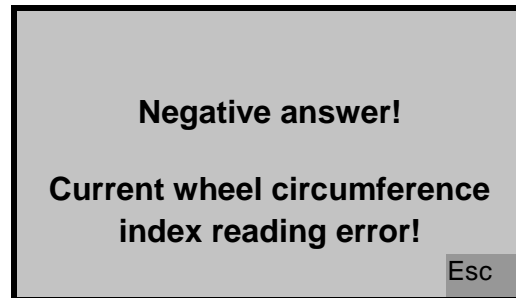 Negative answer!
Current wheel circumference
index reading error!
Esc